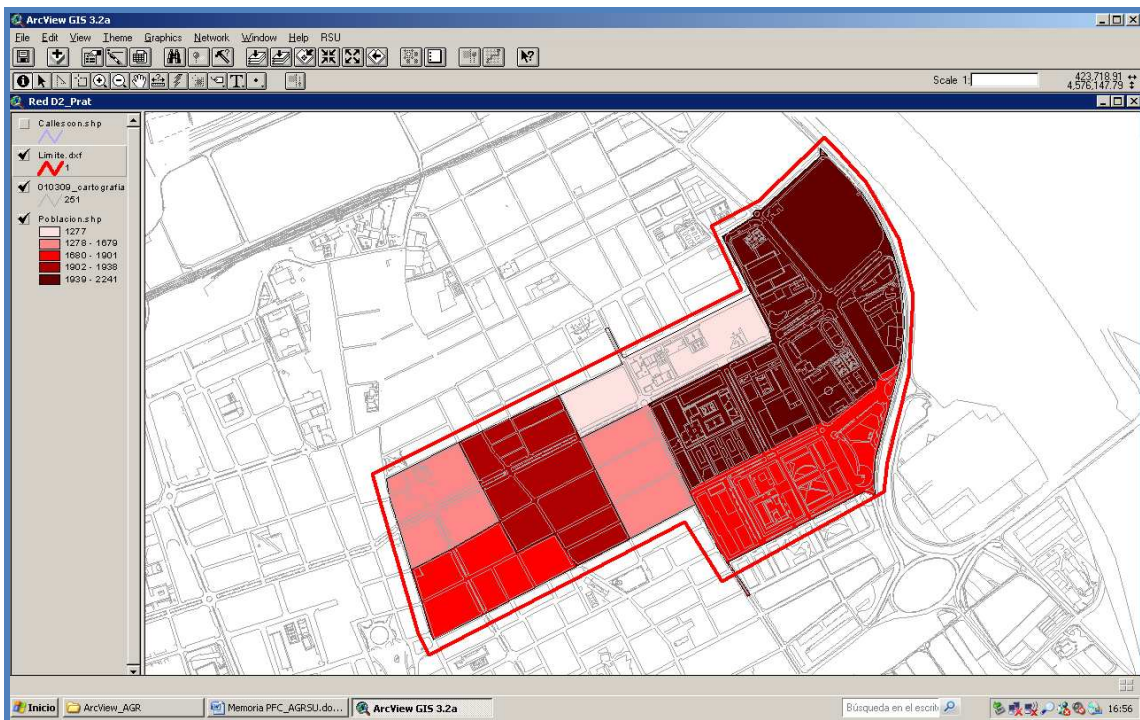 ArcView GIS 3.2a
File Edit View Theme Graphics Network Window Help RSU
Scale 1:
423,718.91
4,576,147.79
Red D2_Prat
Callescon.shp
Limite.dxf
1
010309_cartografia
251
Poblacion.shp
1277
1278 - 1679
1680 - 1901
1902 - 1938
1939 - 2241
Inicio
ArcView_AGR
Memoria PFC_AGRSU.do...
ArcView GIS 3.2a
Búsqueda en el escrit
16:56